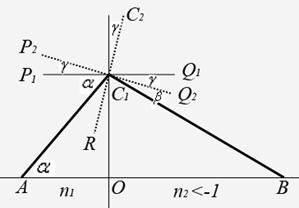 C₂
P₂ γ γ
P₁ α γ Q₁
C₁ β Q₂
R
α
A n₁ O n₂<-1 B